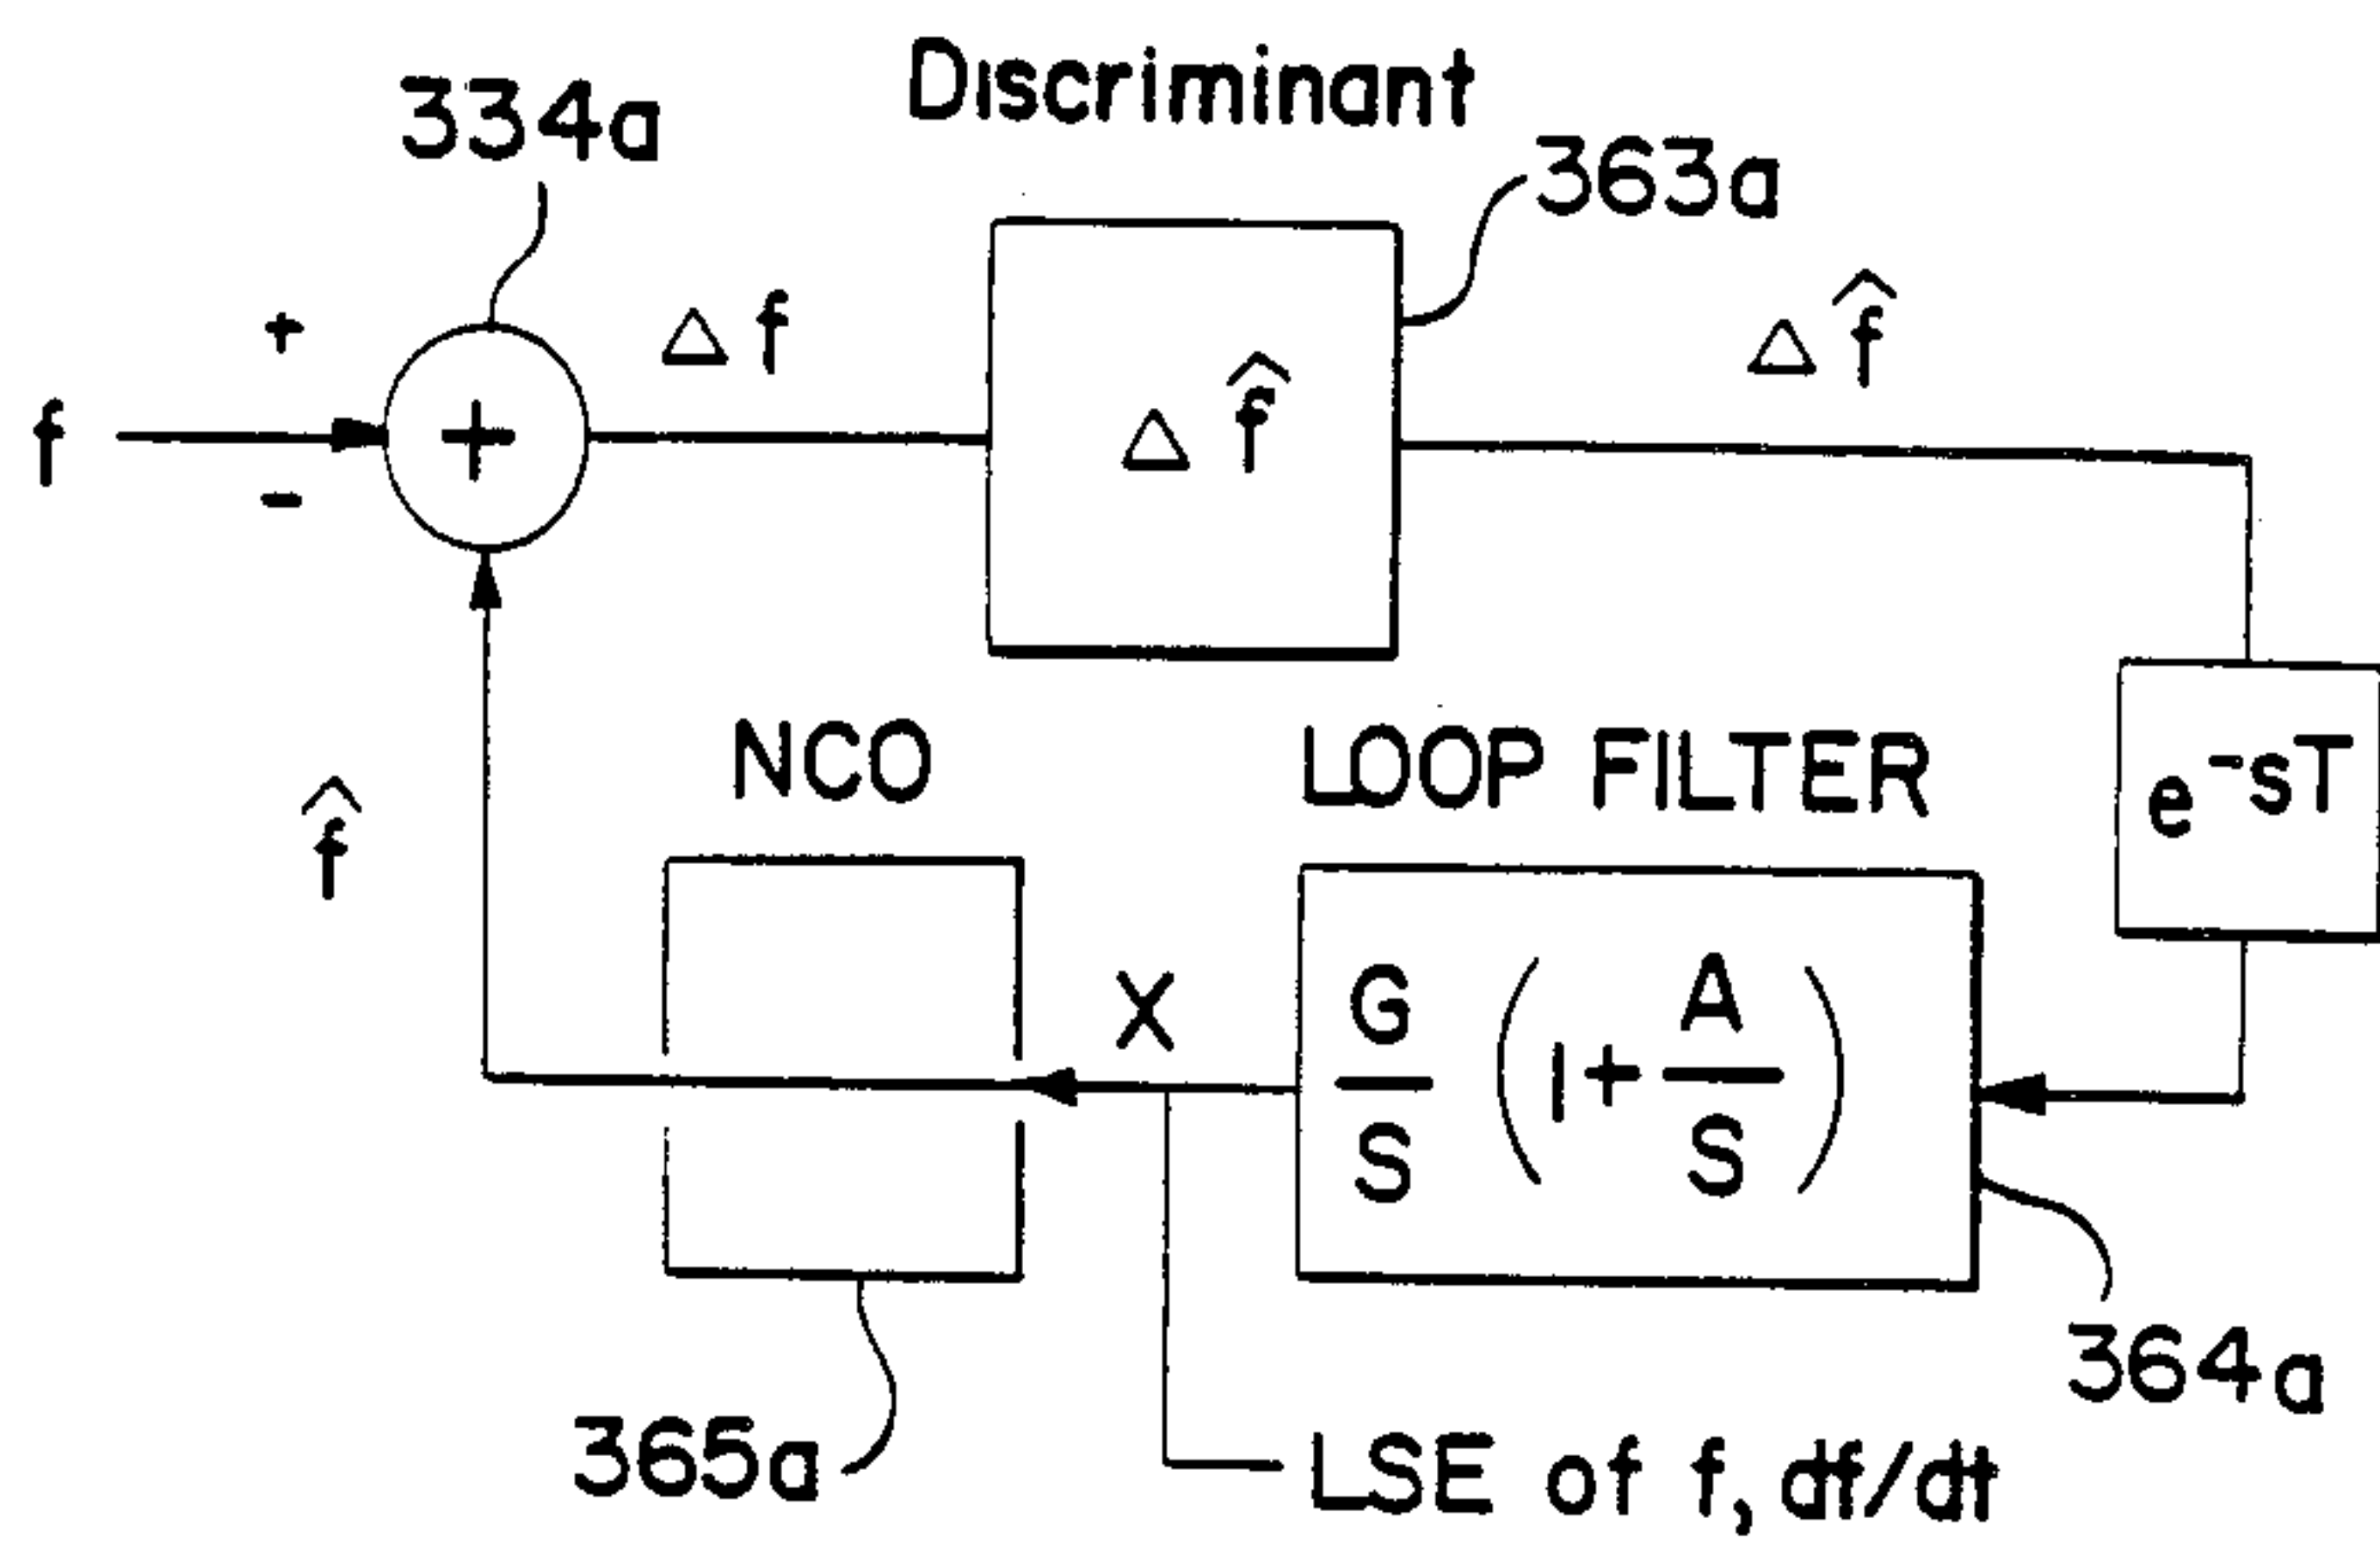 Discriminant
334a
363a
+
Δ f
Δ f̂
f
+
Δ f̂
-
NCO
LOOP FILTER
e^-sT
f̂
X
G/S (1+A/S)
364a
365a
LSE of f, df/dt